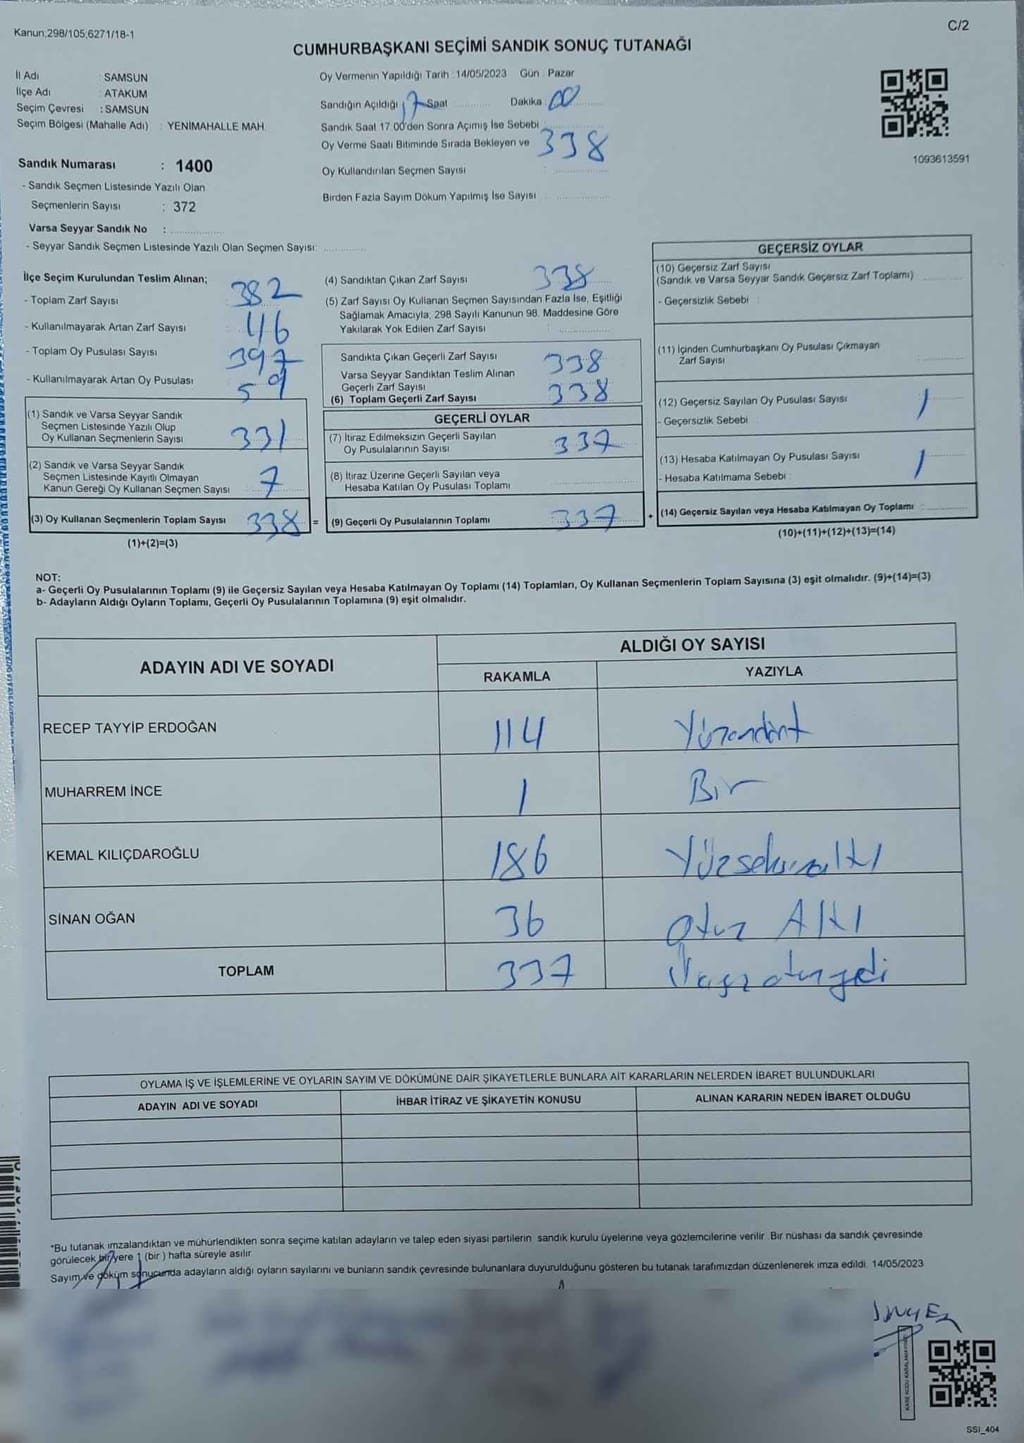 Kanun;298/105;6271/18-1
C/2
CUMHURBAŞKANI SEÇİMİ SANDIK SONUÇ TUTANAĞI
İl Adı : SAMSUN
İlçe Adı : ATAKUM
Seçim Çevresi : SAMSUN
Seçim Bölgesi (Mahalle Adı) : YENİMAHALLE MAH.
Sandık Numarası : 1400
- Sandık Seçmen Listesinde Yazılı Olan
Seçmenlerin Sayısı : 372
Varsa Seyyar Sandık No :
- Seyyar Sandık Seçmen Listesinde Yazılı Olan Seçmen Sayısı:
Oy Vermenin Yapıldığı Tarih :14/05/2023 Gün : Pazar
Sandığın Açıldığı 17 Saat Dakika 00
Sandık Saat 17.00'den Sonra Açımış İse Sebebi :
Oy Verme Saati Bitiminde Sırada Bekleyen ve 338
Oy Kullandırılan Seçmen Sayısı
Birden Fazla Sayım Döküm Yapılmış İse Sayısı :
1093613591
İlçe Seçim Kurulundan Teslim Alınan;
- Toplam Zarf Sayısı 382
- Kullanılmayarak Artan Zarf Sayısı 46
- Toplam Oy Pusulası Sayısı 397
- Kullanılmayarak Artan Oy Pusulası 59
(1) Sandık ve Varsa Seyyar Sandık
Seçmen Listesinde Yazılı Olup
Oy Kullanan Seçmenlerin Sayısı 331
(2) Sandık ve Varsa Seyyar Sandık
Seçmen Listesinde Kayıtlı Olmayan
Kanun Gereği Oy Kullanan Seçmen Sayısı 7
(3) Oy Kullanan Seçmenlerin Toplam Sayısı 338 =
(1)+(2)=(3)
(4) Sandıktan Çıkan Zarf Sayısı 338
(5) Zarf Sayısı Oy Kullanan Seçmen Sayısından Fazla İse, Eşitliği
Sağlamak Amacıyla, 298 Sayılı Kanunun 98. Maddesine Göre
Yakılarak Yok Edilen Zarf Sayısı :
Sandıkta Çıkan Geçerli Zarf Sayısı 338
Varsa Seyyar Sandıktan Teslim Alınan
Geçerli Zarf Sayısı
(6) Toplam Geçerli Zarf Sayısı 338
GEÇERLİ OYLAR
(7) İtiraz Edilmeksizin Geçerli Sayılan
Oy Pusulalarının Sayısı 337
(8) İtiraz Üzerine Geçerli Sayılan veya
Hesaba Katılan Oy Pusulası Toplamı
(9) Geçerli Oy Pusulalarının Toplamı 337 +
GEÇERSİZ OYLAR
(10) Geçersiz Zarf Sayısı
(Sandık ve Varsa Seyyar Sandık Geçersiz Zarf Toplamı)
- Geçersizlik Sebebi :
(11) İçinden Cumhurbaşkanı Oy Pusulası Çıkmayan
Zarf Sayısı
(12) Geçersiz Sayılan Oy Pusulası Sayısı 1
- Geçersizlik Sebebi :
(13) Hesaba Katılmayan Oy Pusulası Sayısı 1
- Hesaba Katılmama Sebebi :
(14) Geçersiz Sayılan veya Hesaba Katılmayan Oy Toplamı
(10)+(11)+(12)+(13)=(14)
NOT:
a- Geçerli Oy Pusulalarının Toplamı (9) ile Geçersiz Sayılan veya Hesaba Katılmayan Oy Toplamı (14) Toplamları, Oy Kullanan Seçmenlerin Toplam Sayısına (3) eşit olmalıdır. (9)+(14)=(3)
b- Adayların Aldığı Oyların Toplamı, Geçerli Oy Pusulalarının Toplamına (9) eşit olmalıdır.
ADAYIN ADI VE SOYADI
ALDIĞI OY SAYISI
RAKAMLA YAZIYLA
RECEP TAYYİP ERDOĞAN 114 Yüzondört
MUHARREM İNCE 1 Bir
KEMAL KILIÇDAROĞLU 186 Yüzseksenaltı
SİNAN OĞAN 36 otuz Altı
TOPLAM 337 Üçyüzotuzyedi
OYLAMA İŞ VE İŞLEMLERİNE VE OYLARIN SAYIM VE DÖKÜMÜNE DAİR ŞİKAYETLERLE BUNLARA AİT KARARLARIN NELERDEN İBARET BULUNDUKLARI
ADAYIN ADI VE SOYADI İHBAR İTİRAZ VE ŞİKAYETİN KONUSU ALINAN KARARIN NEDEN İBARET OLDUĞU
*Bu tutanak imzalandıktan ve mühürlendikten sonra seçime katılan adayların ve talep eden siyasi partilerin sandık kurulu üyelerine veya gözlemcilerine verilir. Bir nüshası da sandık çevresinde
görülecek bir yere 1 (bir ) hafta süreyle asılır.
Sayım ve döküm sonucunda adayların aldığı oyların sayılarını ve bunların sandık çevresinde bulunanlara duyurulduğunu gösteren bu tutanak tarafımızdan düzenlenerek imza edildi. 14/05/2023
SSI_404